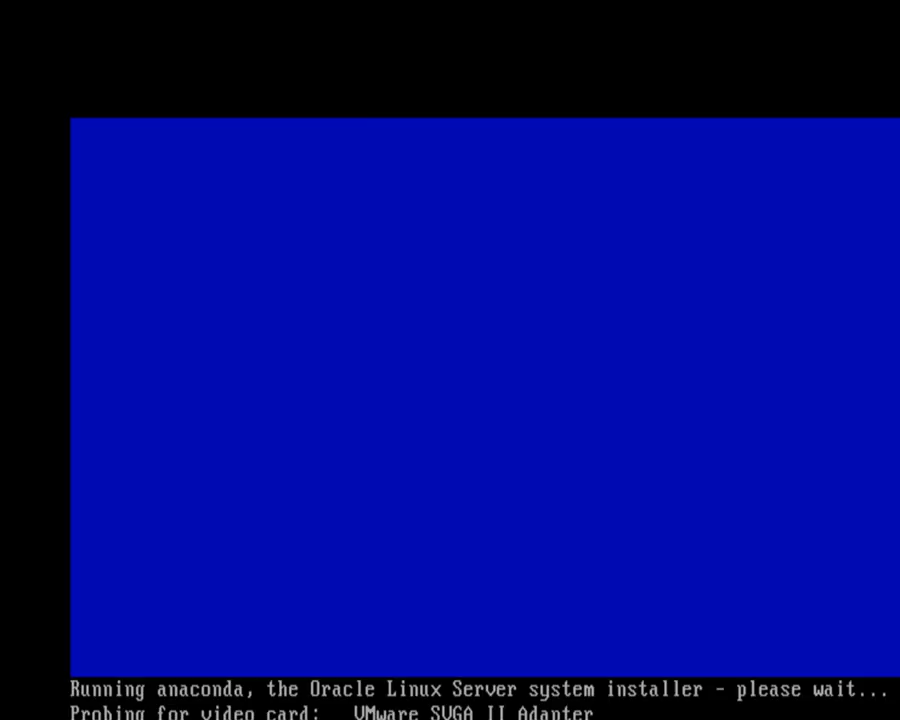 Running anaconda, the Oracle Linux Server system installer - please wait...
Probing for video card:   VMware SVGA II Adapter